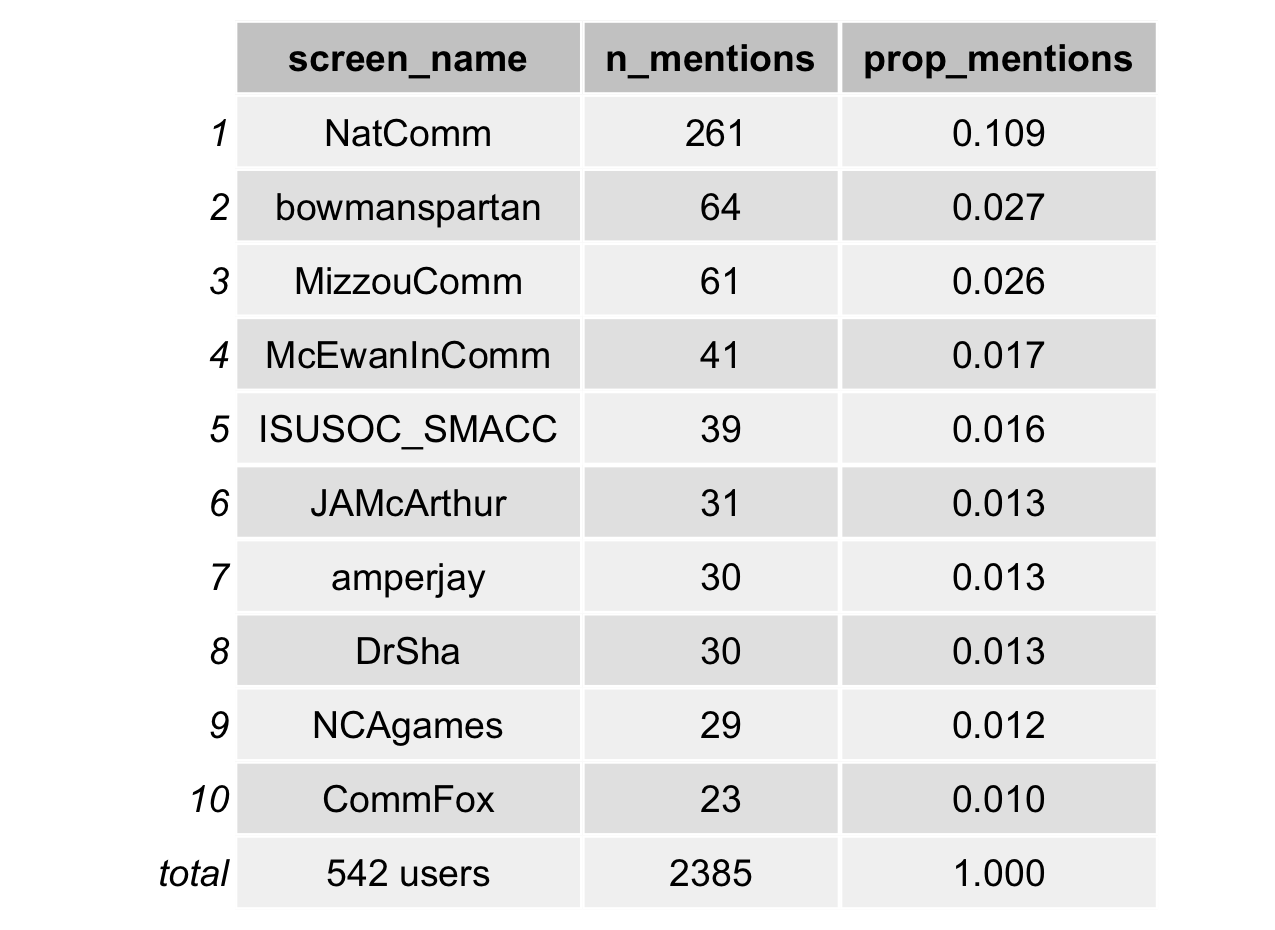 screen_name n_mentions prop_mentions
1 NatComm 261 0.109
2 bowmanspartan 64 0.027
3 MizzouComm 61 0.026
4 McEwanInComm 41 0.017
5 ISUSOC_SMACC 39 0.016
6 JAMcArthur 31 0.013
7 amperjay 30 0.013
8 DrSha 30 0.013
9 NCAgames 29 0.012
10 CommFox 23 0.010
total 542 users 2385 1.000